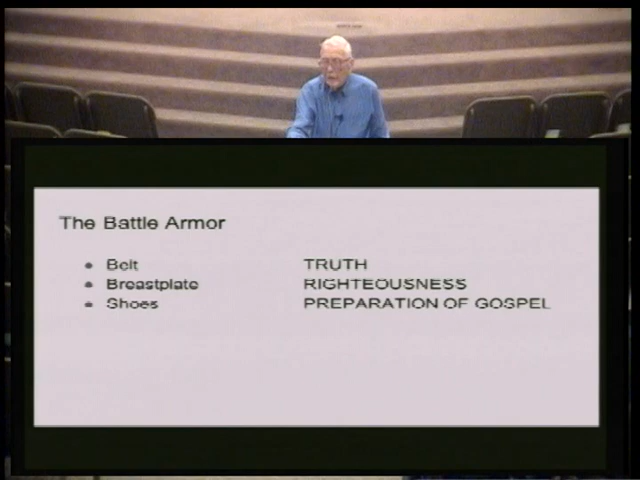 The Battle Armor
• Belt TRUTH
• Breastplate RIGHTEOUSNESS
• Shoes PREPARATION OF GOSPEL